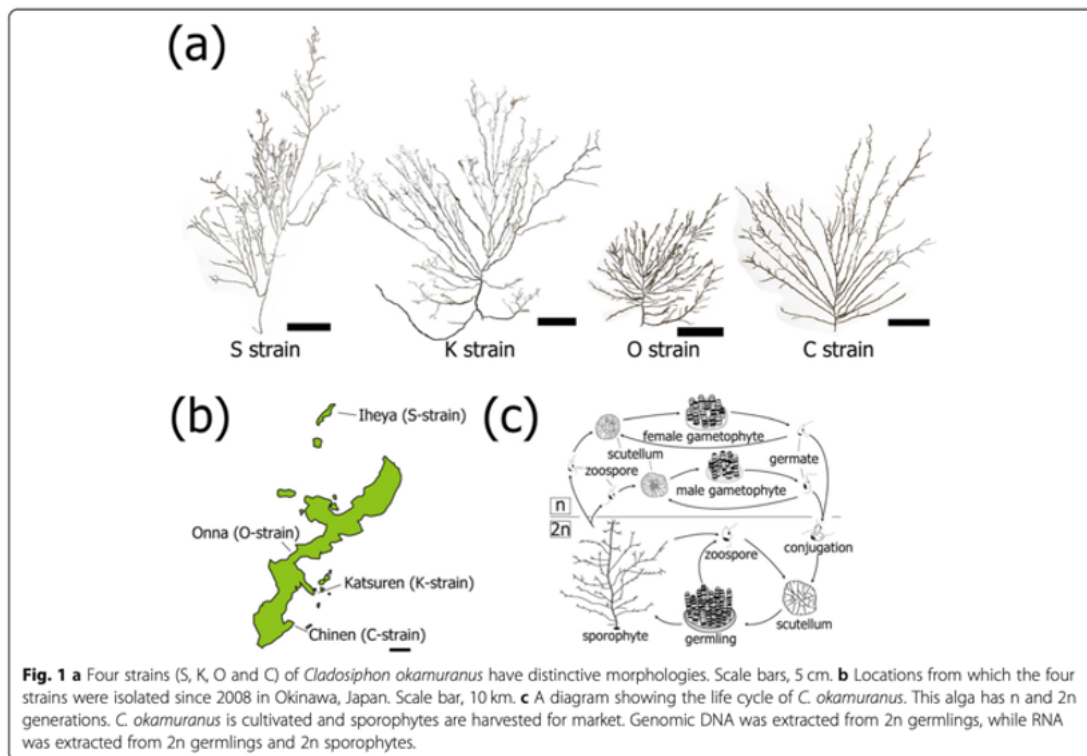 (a)
S strain
K strain
O strain
C strain
(b)
Iheya (S-strain)
Onna (O-strain)
Katsuren (K-strain)
Chinen (C-strain)
(c)
female gametophyte
scutellum
zoospore
germate
male gametophyte
n
2n
zoospore
conjugation
scutellum
sporophyte
germling
Fig. 1 a Four strains (S, K, O and C) of Cladosiphon okamuranus have distinctive morphologies. Scale bars, 5 cm. b Locations from which the four
strains were isolated since 2008 in Okinawa, Japan. Scale bar, 10 km. c A diagram showing the life cycle of C. okamuranus. This alga has n and 2n
generations. C. okamuranus is cultivated and sporophytes are harvested for market. Genomic DNA was extracted from 2n germlings, while RNA
was extracted from 2n germlings and 2n sporophytes.